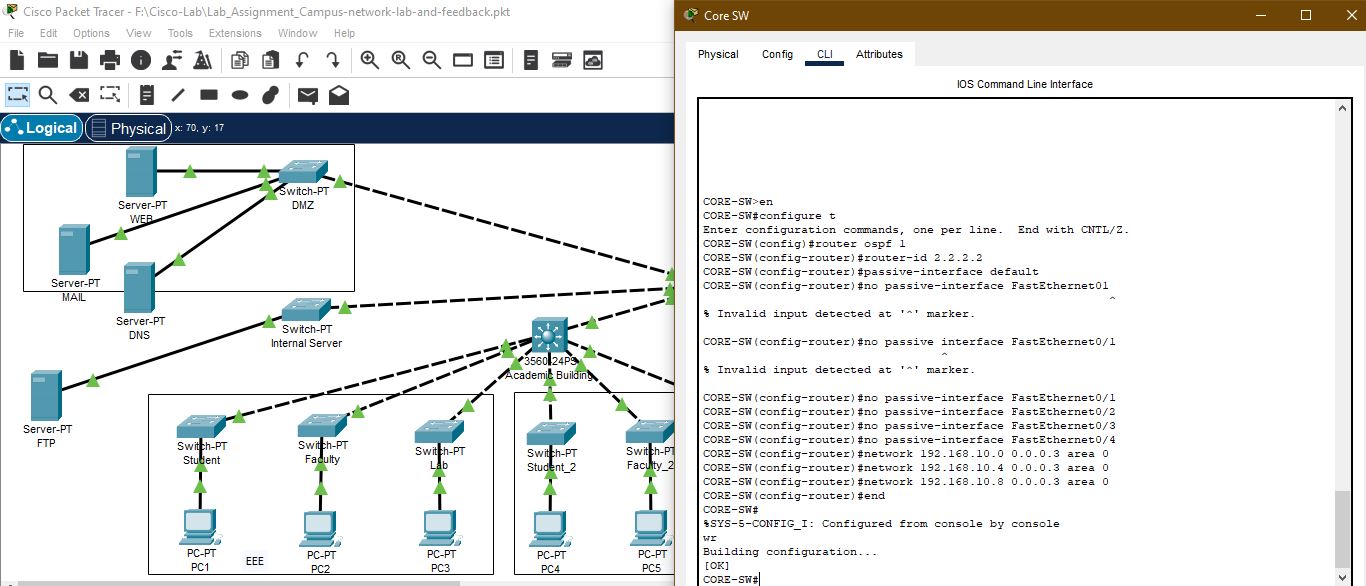 Cisco Packet Tracer - F:\Cisco-Lab\Lab_Assignment_Campus-network-lab-and-feedback.pkt
File Edit Options View Tools Extensions Window Help
Logical Physical x: 70, y: 17
Server-PT
WEB
Switch-PT
DMZ
Server-PT
MAIL
Server-PT
DNS
Switch-PT
Internal Server
3560-24PS
Academic Building
Server-PT
FTP
Switch-PT
Student
Switch-PT
Faculty
Switch-PT
Lab
Switch-PT
Student_2
Switch-PT
Faculty_2
PC-PT
PC1
EEE
PC-PT
PC2
PC-PT
PC3
PC-PT
PC4
PC-PT
PC5
Core SW
Physical Config CLI Attributes
IOS Command Line Interface
CORE-SW>en
CORE-SW#configure t
Enter configuration commands, one per line.  End with CNTL/Z.
CORE-SW(config)#router ospf 1
CORE-SW(config-router)#router-id 2.2.2.2
CORE-SW(config-router)#passive-interface default
CORE-SW(config-router)#no passive-interface FastEthernet01
^
% Invalid input detected at '^' marker.
CORE-SW(config-router)#no passive interface FastEthernet0/1
^
% Invalid input detected at '^' marker.
CORE-SW(config-router)#no passive-interface FastEthernet0/1
CORE-SW(config-router)#no passive-interface FastEthernet0/2
CORE-SW(config-router)#no passive-interface FastEthernet0/3
CORE-SW(config-router)#no passive-interface FastEthernet0/4
CORE-SW(config-router)#network 192.168.10.0 0.0.0.3 area 0
CORE-SW(config-router)#network 192.168.10.4 0.0.0.3 area 0
CORE-SW(config-router)#network 192.168.10.8 0.0.0.3 area 0
CORE-SW(config-router)#end
CORE-SW#
%SYS-5-CONFIG_I: Configured from console by console
wr
Building configuration...
[OK]
CORE-SW#